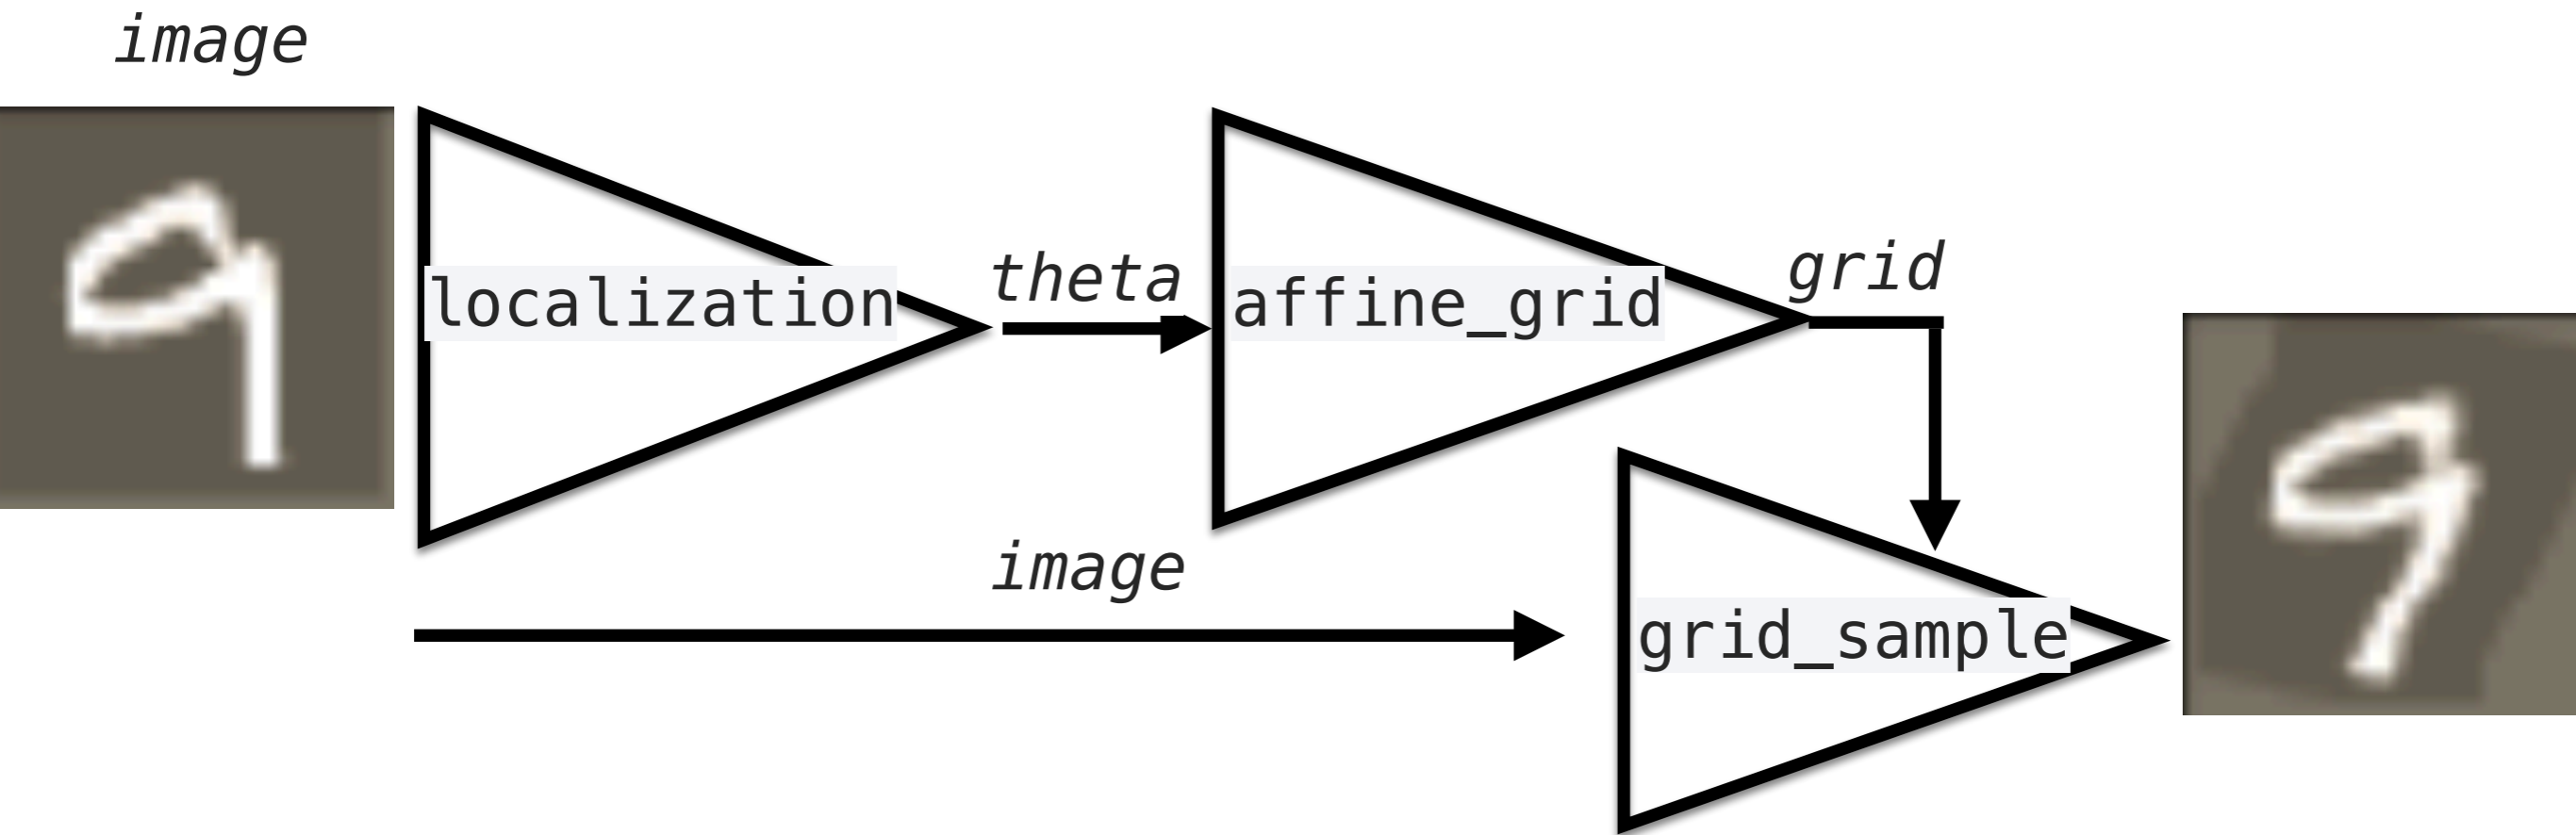 image
localization
theta
affine_grid
grid
image
grid_sample